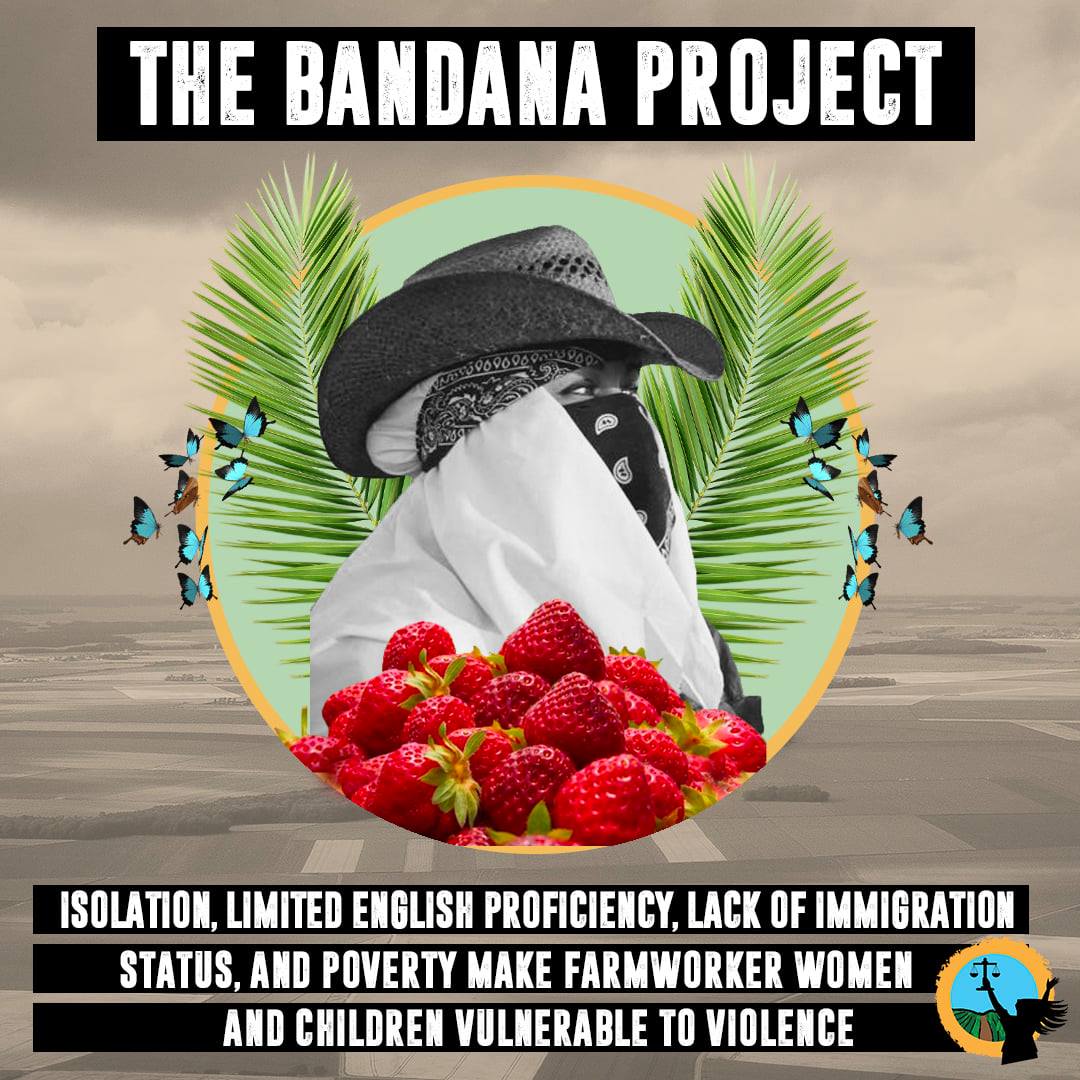 THE BANDANA PROJECT
ISOLATION, LIMITED ENGLISH PROFICIENCY, LACK OF IMMIGRATION
STATUS, AND POVERTY MAKE FARMWORKER WOMEN
AND CHILDREN VULNERABLE TO VIOLENCE